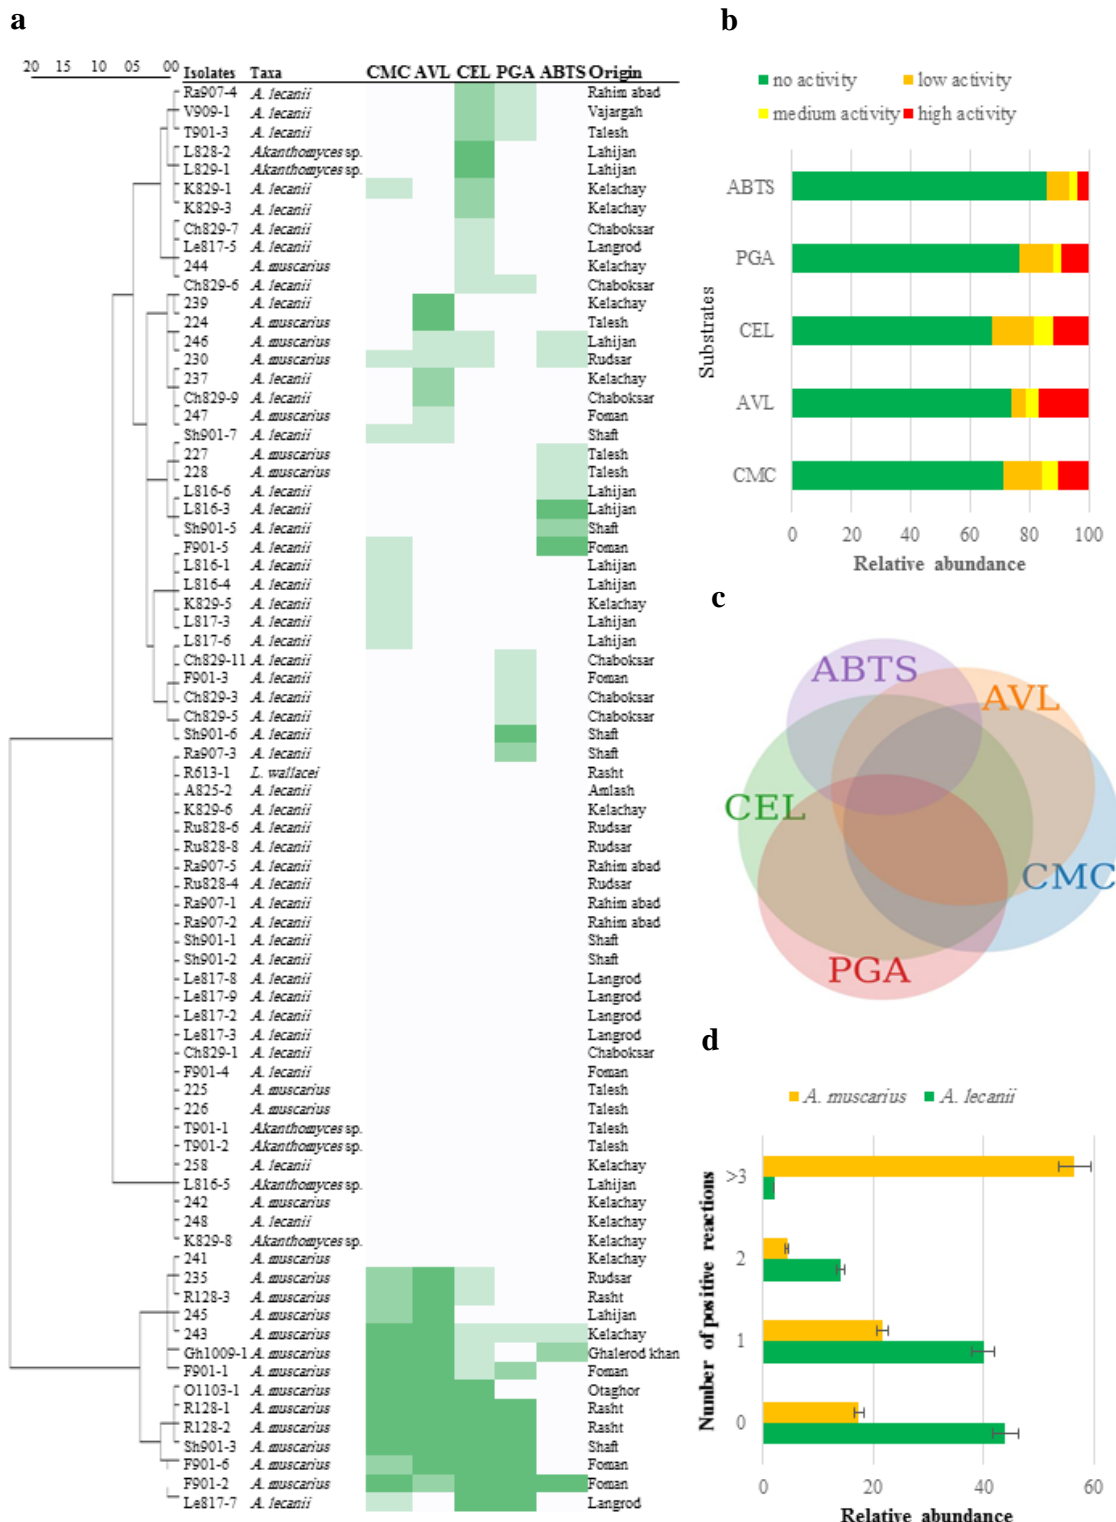 a
20 15 10 05 00 Isolates Taxa CMC AVL CEL PGA ABTS Origin
Ra907-4 A. lecanii Rahim abad
V909-1 A. lecanii Vajargah
T901-3 A. lecanii Talesh
L828-2 Akanthomyces sp. Lahijan
L829-1 Akanthomyces sp. Lahijan
K829-1 A. lecanii Kelachay
K829-3 A. lecanii Kelachay
Ch829-7 A. lecanii Chaboksar
Le817-5 A. lecanii Langrod
244 A. muscarius Kelachay
Ch829-6 A. lecanii Chaboksar
239 A. lecanii Kelachay
224 A. muscarius Talesh
246 A. muscarius Lahijan
230 A. muscarius Rudsar
237 A. lecanii Kelachay
Ch829-9 A. lecanii Chaboksar
247 A. muscarius Foman
Sh901-7 A. lecanii Shaft
227 A. muscarius Talesh
228 A. muscarius Talesh
L816-6 A. lecanii Lahijan
L816-3 A. lecanii Lahijan
Sh901-5 A. lecanii Shaft
F901-5 A. lecanii Foman
L816-1 A. lecanii Lahijan
L816-4 A. lecanii Lahijan
K829-5 A. lecanii Kelachay
L817-3 A. lecanii Lahijan
L817-6 A. lecanii Lahijan
Ch829-11 A. lecanii Chaboksar
F901-3 A. lecanii Foman
Ch829-3 A. lecanii Chaboksar
Ch829-5 A. lecanii Chaboksar
Sh901-6 A. lecanii Shaft
Ra907-3 A. lecanii Shaft
R613-1 L. wallacei Rasht
A825-2 A. lecanii Amlash
K829-6 A. lecanii Kelachay
Ru828-6 A. lecanii Rudsar
Ru828-8 A. lecanii Rudsar
Ra907-5 A. lecanii Rahim abad
Ru828-4 A. lecanii Rudsar
Ra907-1 A. lecanii Rahim abad
Ra907-2 A. lecanii Rahim abad
Sh901-1 A. lecanii Shaft
Sh901-2 A. lecanii Shaft
Le817-8 A. lecanii Langrod
Le817-9 A. lecanii Langrod
Le817-2 A. lecanii Langrod
Le817-3 A. lecanii Langrod
Ch829-1 A. lecanii Chaboksar
F901-4 A. lecanii Foman
225 A. muscarius Talesh
226 A. muscarius Talesh
T901-1 Akanthomyces sp. Talesh
T901-2 Akanthomyces sp. Talesh
258 A. lecanii Kelachay
L816-5 Akanthomyces sp. Lahijan
242 A. muscarius Kelachay
248 A. lecanii Kelachay
K829-8 Akanthomyces sp. Kelachay
241 A. muscarius Kelachay
235 A. muscarius Rudsar
R128-3 A. muscarius Rasht
245 A. muscarius Lahijan
243 A. muscarius Kelachay
Gh1009-1 A. muscarius Ghalerod khan
F901-1 A. muscarius Foman
O1103-1 A. muscarius Otaghor
R128-1 A. muscarius Rasht
R128-2 A. muscarius Rasht
Sh901-3 A. muscarius Shaft
F901-6 A. muscarius Foman
F901-2 A. muscarius Foman
Le817-7 A. lecanii Langrod
b
no activity low activity
medium activity high activity
Substrates
ABTS
PGA
CEL
AVL
CMC
0 20 40 60 80 100
Relative abundance
c
ABTS
AVL
CEL
CMC
PGA
d
A. muscarius A. lecanii
Number of positive reactions
>3
2
1
0
0 20 40 60
Relative abundance